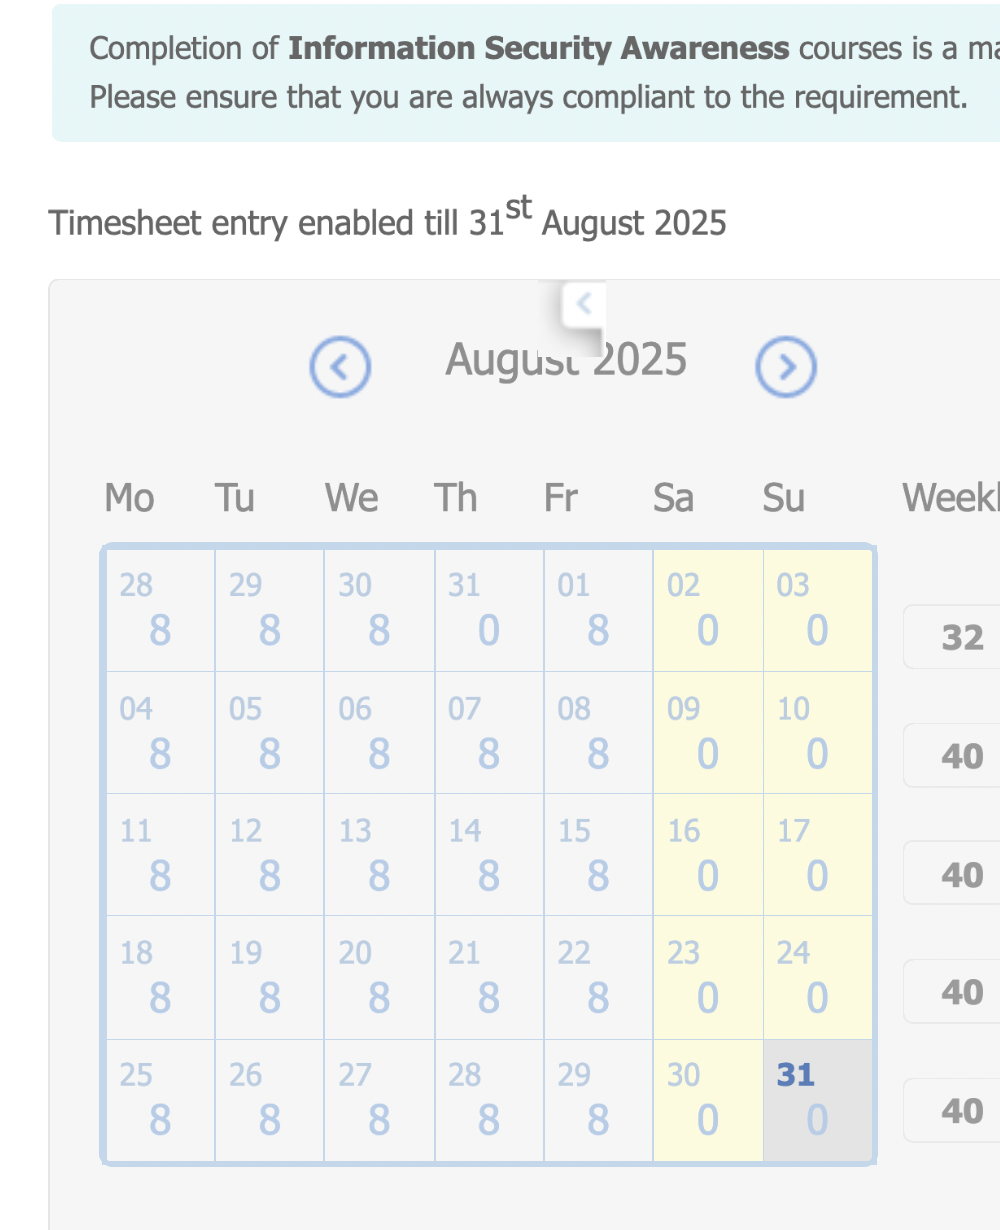 Completion of Information Security Awareness courses is a ma
Please ensure that you are always compliant to the requirement.
Timesheet entry enabled till 31st August 2025
August 2025
Mo Tu We Th Fr Sa Su Weekl
28 29 30 31 01 02 03
8 8 8 0 8 0 0 32
04 05 06 07 08 09 10
8 8 8 8 8 0 0 40
11 12 13 14 15 16 17
8 8 8 8 8 0 0 40
18 19 20 21 22 23 24
8 8 8 8 8 0 0 40
25 26 27 28 29 30 31
8 8 8 8 8 0 0 40